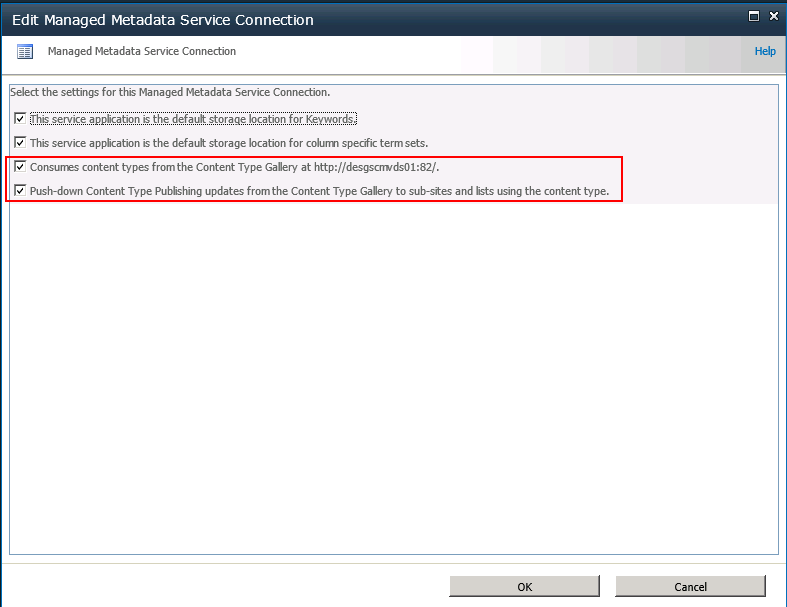 Edit Managed Metadata Service Connection
Managed Metadata Service Connection
Help
Select the settings for this Managed Metadata Service Connection.
This service application is the default storage location for Keywords.
This service application is the default storage location for column specific term sets.
Consumes content types from the Content Type Gallery at http://desgscmvds01:82/.
Push-down Content Type Publishing updates from the Content Type Gallery to sub-sites and lists using the content type.
OK
Cancel